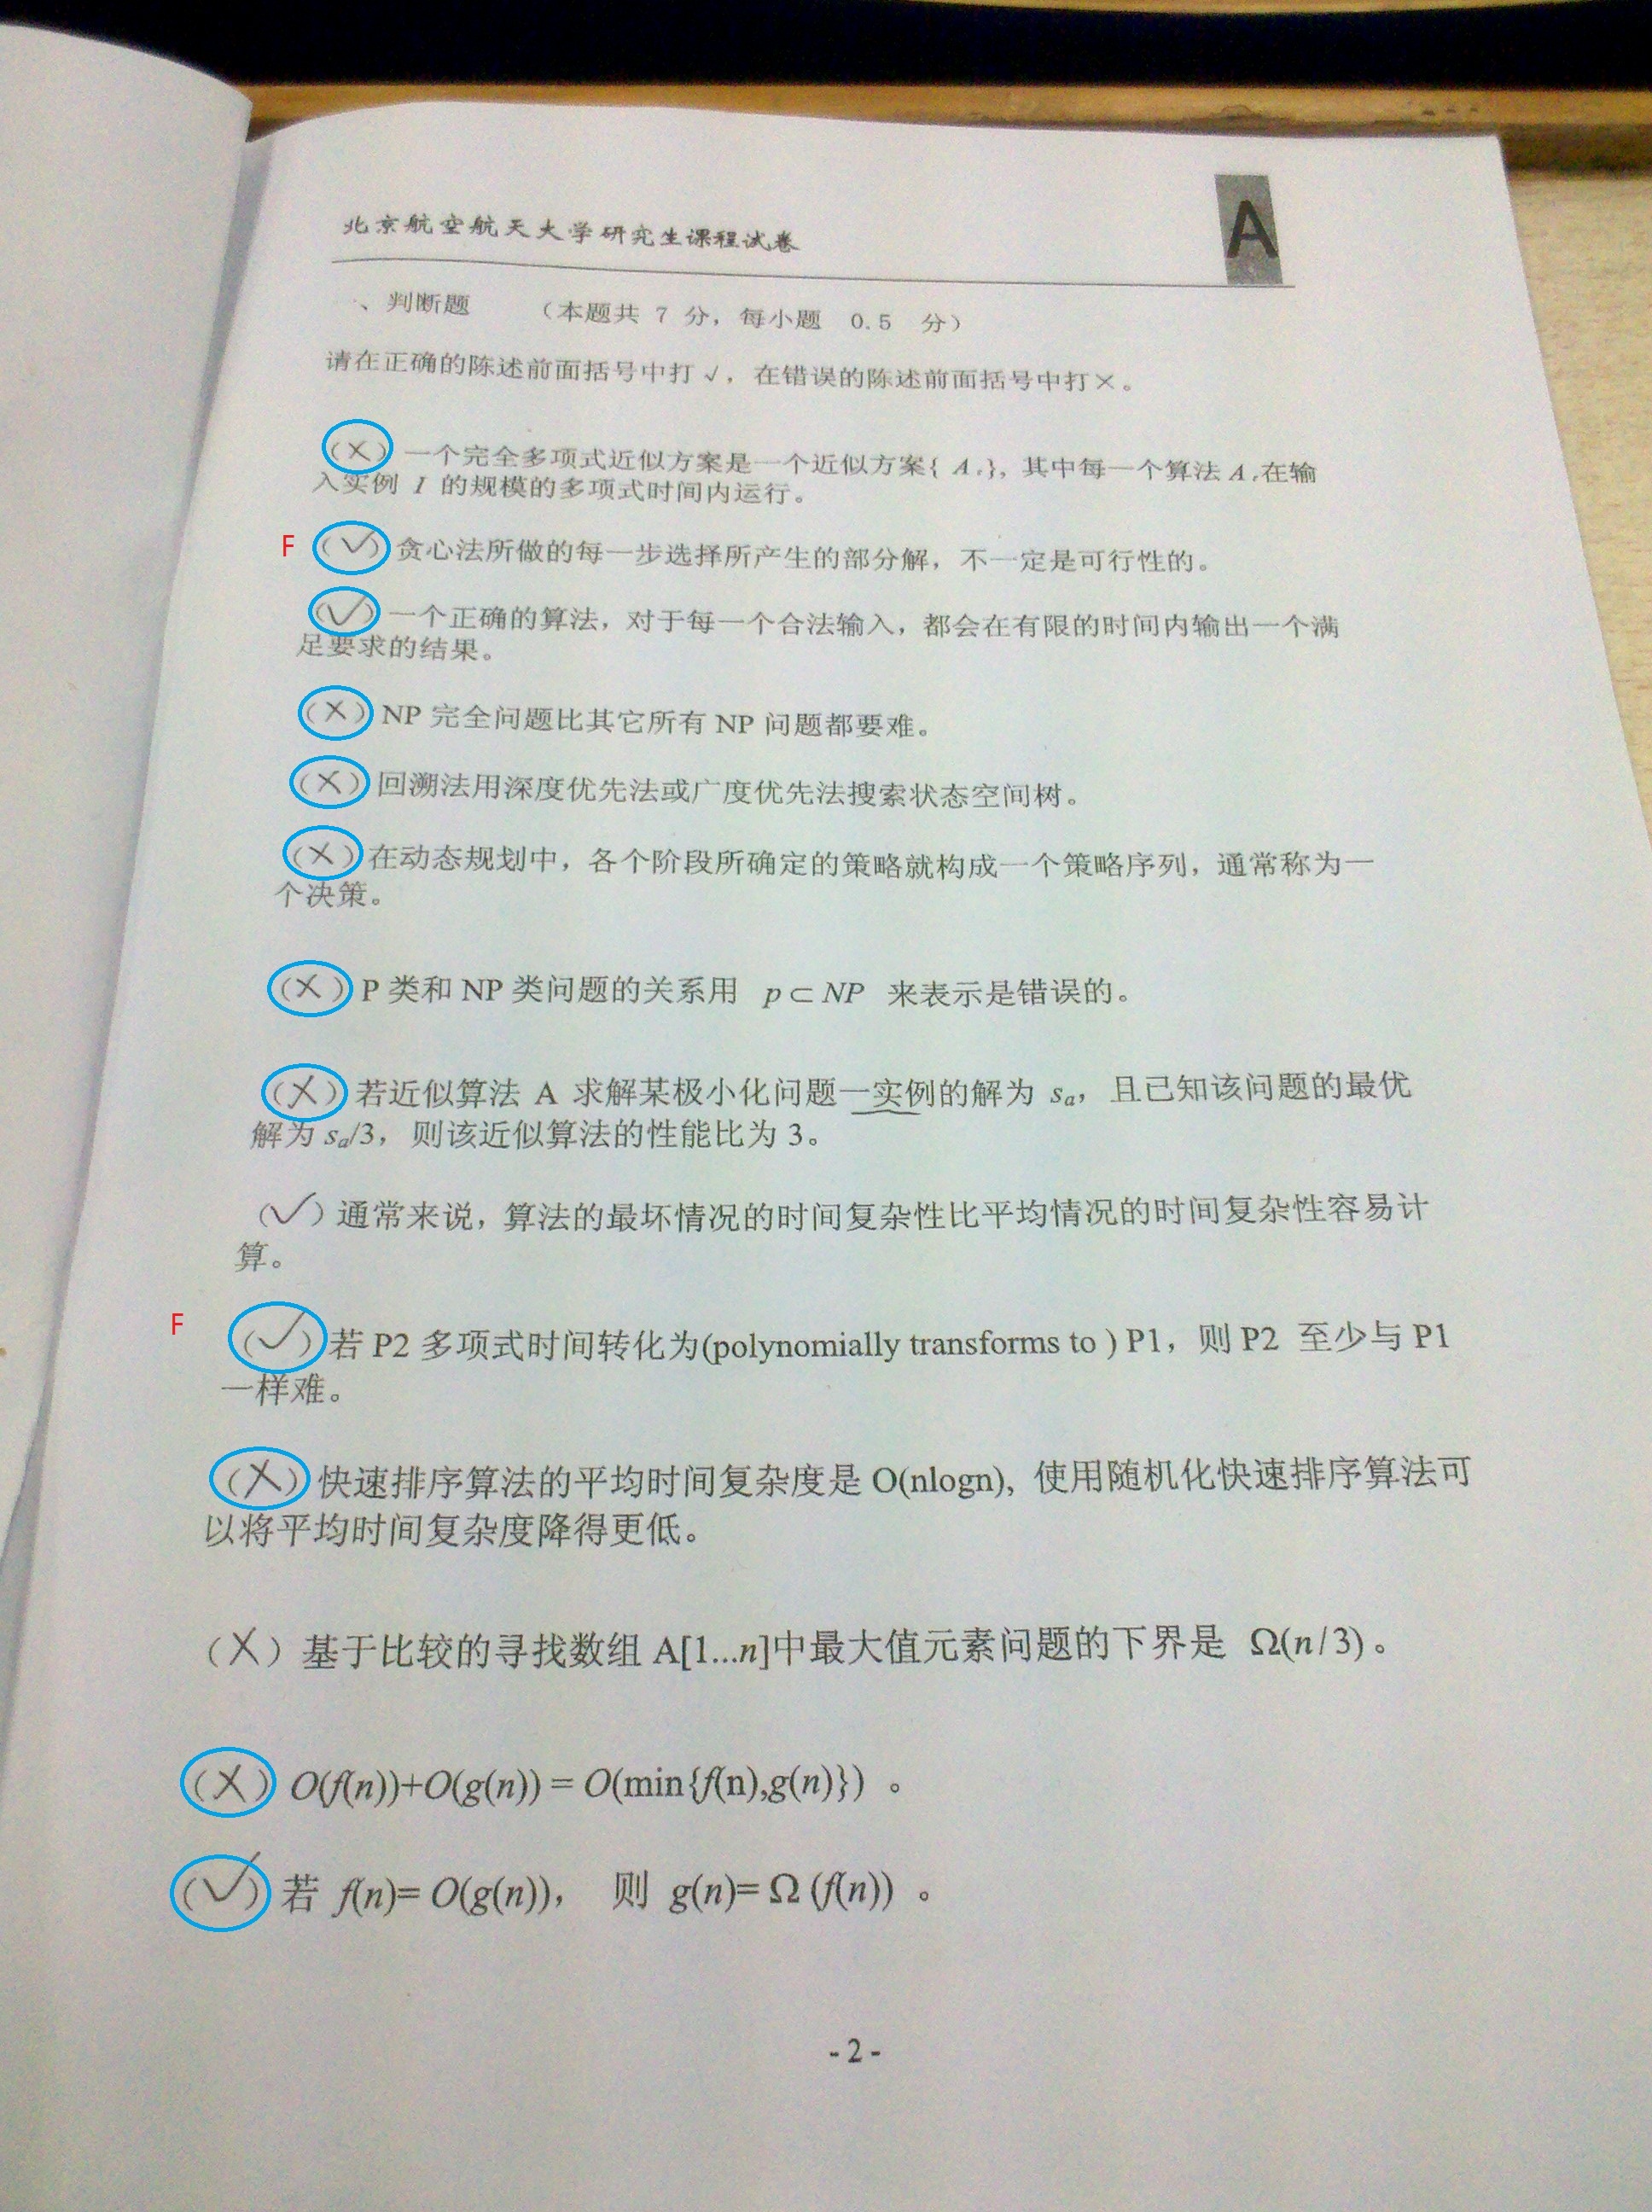 北京航空航天大学研究生课程试卷
A
、判断题 （本题共 7 分，每小题 0.5 分）
请在正确的陈述前面括号中打√，在错误的陈述前面括号中打×。
（×）一个完全多项式近似方案是一个近似方案{ A }，其中每一个算法 A 在输
入实例 I 的规模的多项式时间内运行。
F （√）贪心法所做的每一步选择所产生的部分解，不一定是可行性的。
（√）一个正确的算法，对于每一个合法输入，都会在有限的时间内输出一个满
足要求的结果。
（×）NP 完全问题比其它所有 NP 问题都要难。
（×）回溯法用深度优先法或广度优先法搜索状态空间树。
（×）在动态规划中，各个阶段所确定的策略就构成一个策略序列，通常称为一
个决策。
（×）P 类和 NP 类问题的关系用 p⊂NP 来表示是错误的。
（×）若近似算法 A 求解某极小化问题一实例的解为 sₐ，且已知该问题的最优
解为 sₐ/3，则该近似算法的性能比为 3。
（√）通常来说，算法的最坏情况的时间复杂性比平均情况的时间复杂性容易计
算。
F （√）若 P2 多项式时间转化为(polynomially transforms to ) P1，则 P2 至少与 P1
一样难。
（×）快速排序算法的平均时间复杂度是 O(nlogn), 使用随机化快速排序算法可
以将平均时间复杂度降得更低。
（×）基于比较的寻找数组 A[1...n]中最大值元素问题的下界是 Ω(n/3)。
（×）O(f(n))+O(g(n)) = O(min{f(n),g(n)}) 。
（√）若 f(n)= O(g(n))， 则 g(n)= Ω (f(n)) 。
- 2 -